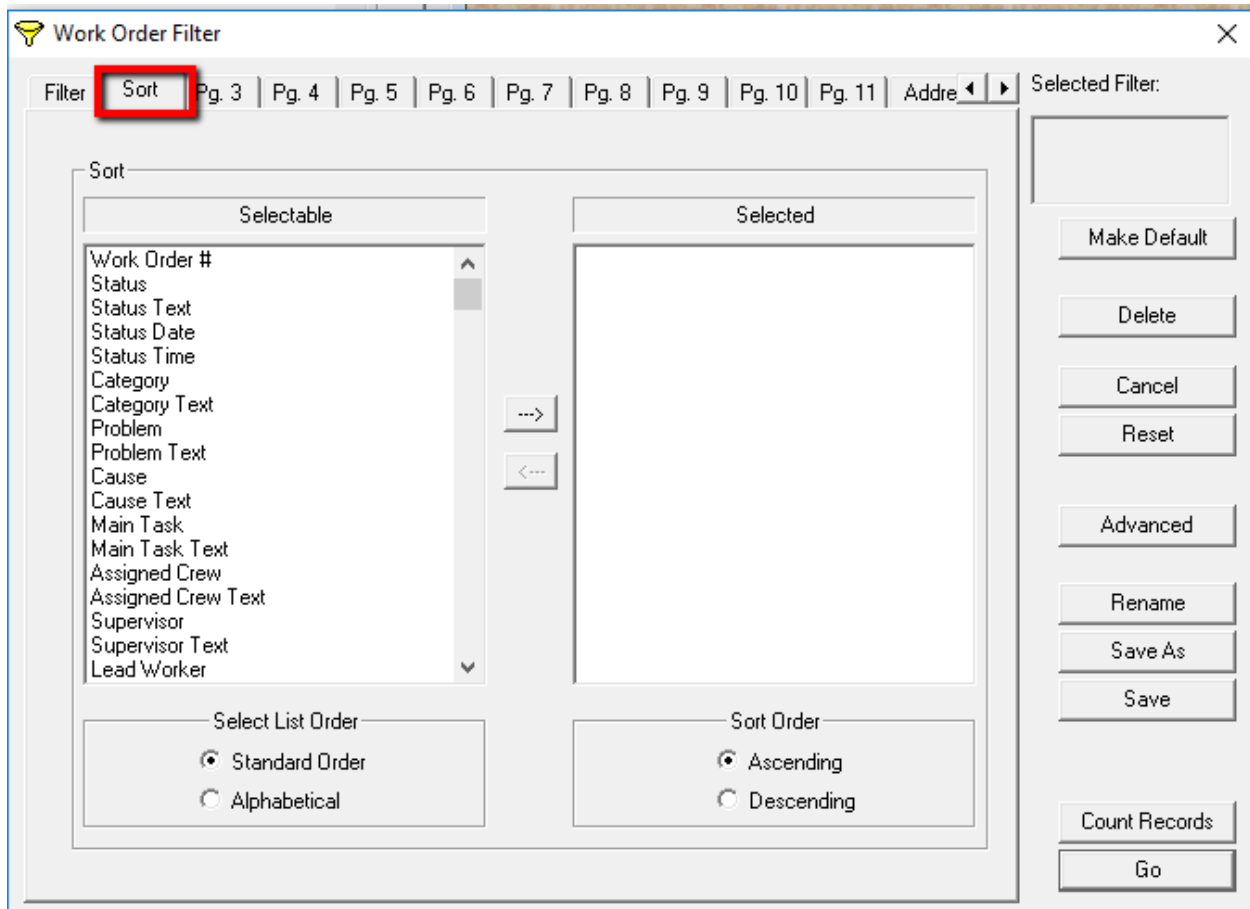 Work Order Filter
Filter Sort Pg. 3 Pg. 4 Pg. 5 Pg. 6 Pg. 7 Pg. 8 Pg. 9 Pg. 10 Pg. 11 Addre
Selected Filter:
Sort
Selectable
Selected
Work Order #
Status
Status Text
Status Date
Status Time
Category
Category Text
Problem
Problem Text
Cause
Cause Text
Main Task
Main Task Text
Assigned Crew
Assigned Crew Text
Supervisor
Supervisor Text
Lead Worker
--->
<---
Select List Order
Standard Order
Alphabetical
Sort Order
Ascending
Descending
Make Default
Delete
Cancel
Reset
Advanced
Rename
Save As
Save
Count Records
Go